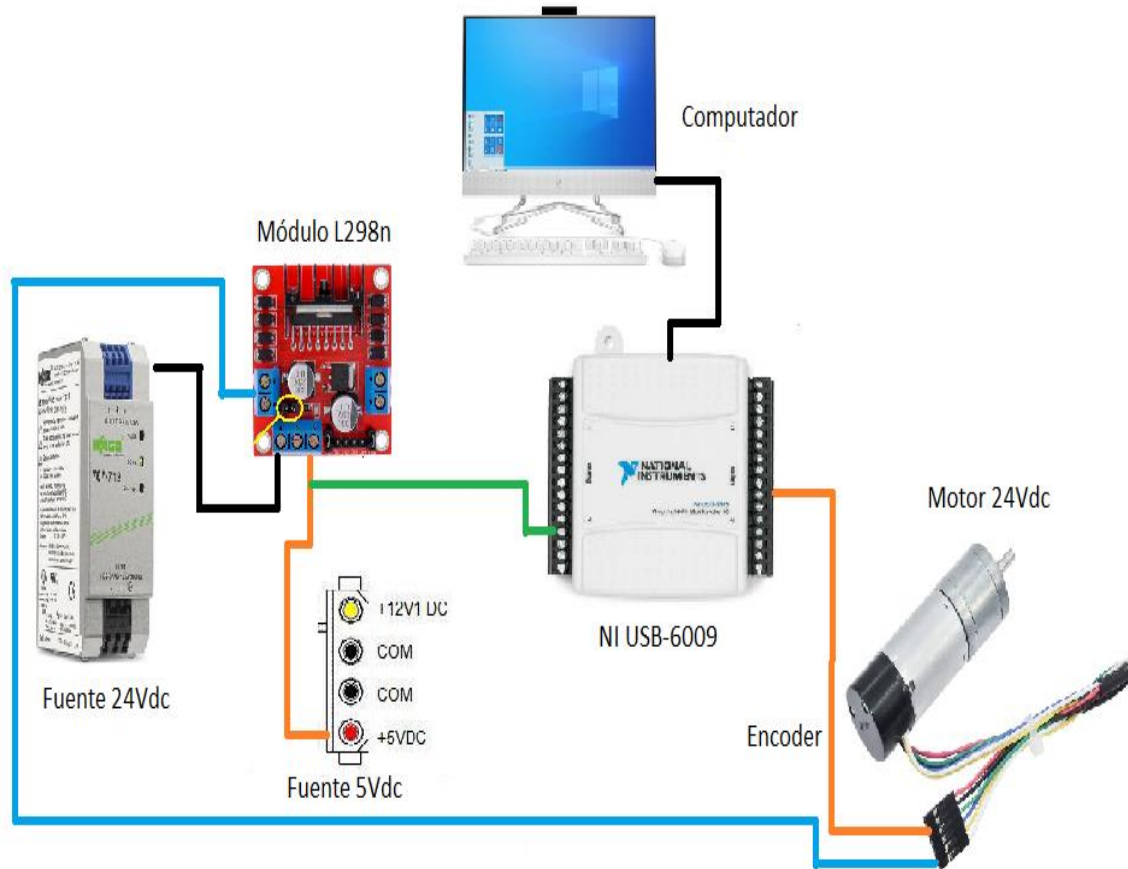 Computador
Módulo L298n
NATIONAL
INSTRUMENTS
Motor 24Vdc
NI USB-6009
+12V1 DC
COM
COM
+5VDC
Fuente 24Vdc
Fuente 5Vdc
Encoder